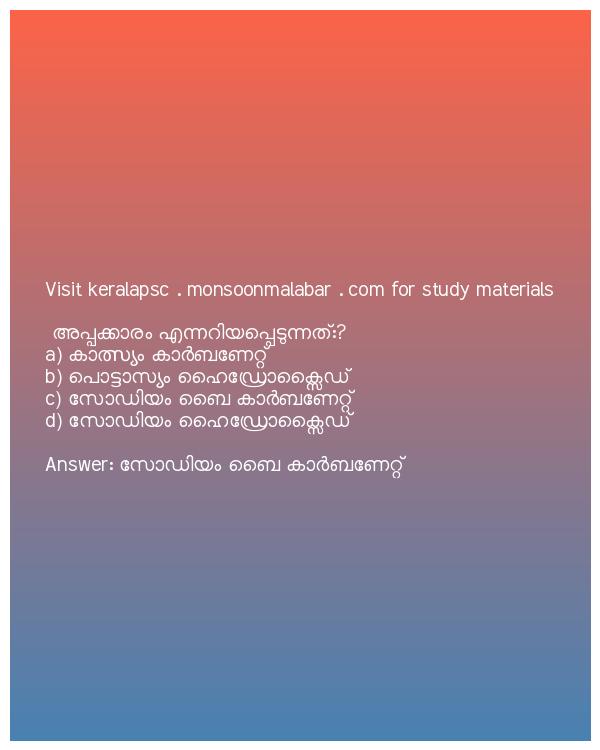 Visit keralapsc . monsoonmalabar . com for study materials
അപ്പക്കാരം എന്നറിയപ്പെടുന്നത്:?
a) കാത്സ്യം കാർബണേറ്റ്
b) പൊട്ടാസ്യം ഹൈഡ്രോക്സൈഡ്
c) സോഡിയം ബൈ കാർബണേറ്റ്
d) സോഡിയം ഹൈഡ്രോക്സൈഡ്
Answer: സോഡിയം ബൈ കാർബണേറ്റ്